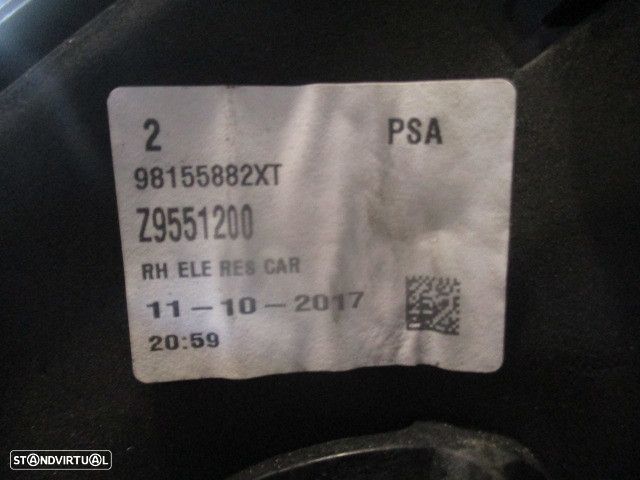 2 PSA
98155882XT
Z9551200
RH ELE RES CAR
11-10-2017
20:59
STANDVIRTUAL